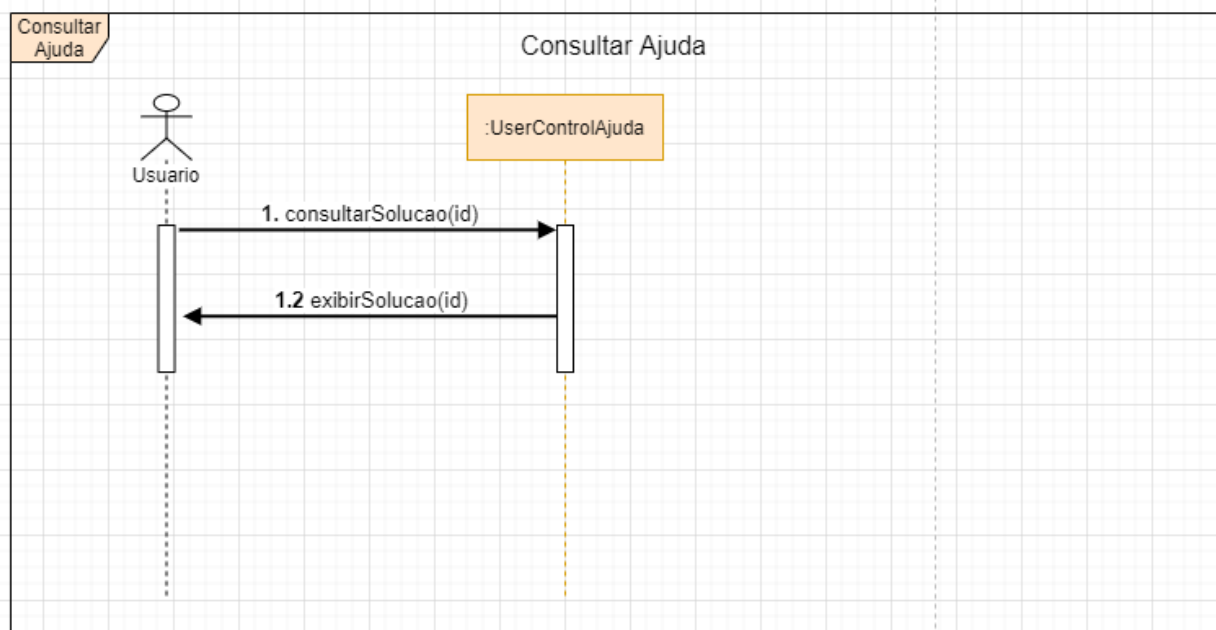 Consultar
Ajuda
Consultar Ajuda
:UserControlAjuda
Usuario
1. consultarSolucao(id)
1.2 exibirSolucao(id)